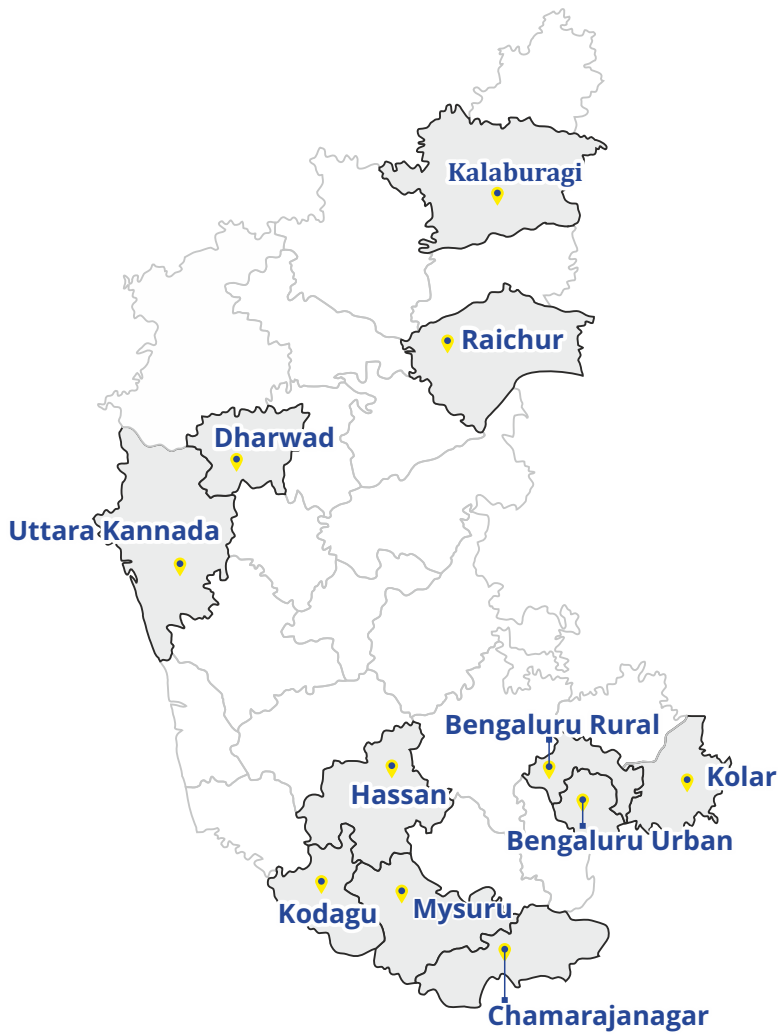 Kalaburagi
Raichur
Dharwad
Uttara Kannada
Bengaluru Rural
Kolar
Hassan
Bengaluru Urban
Kodagu
Mysuru
Chamarajanagar